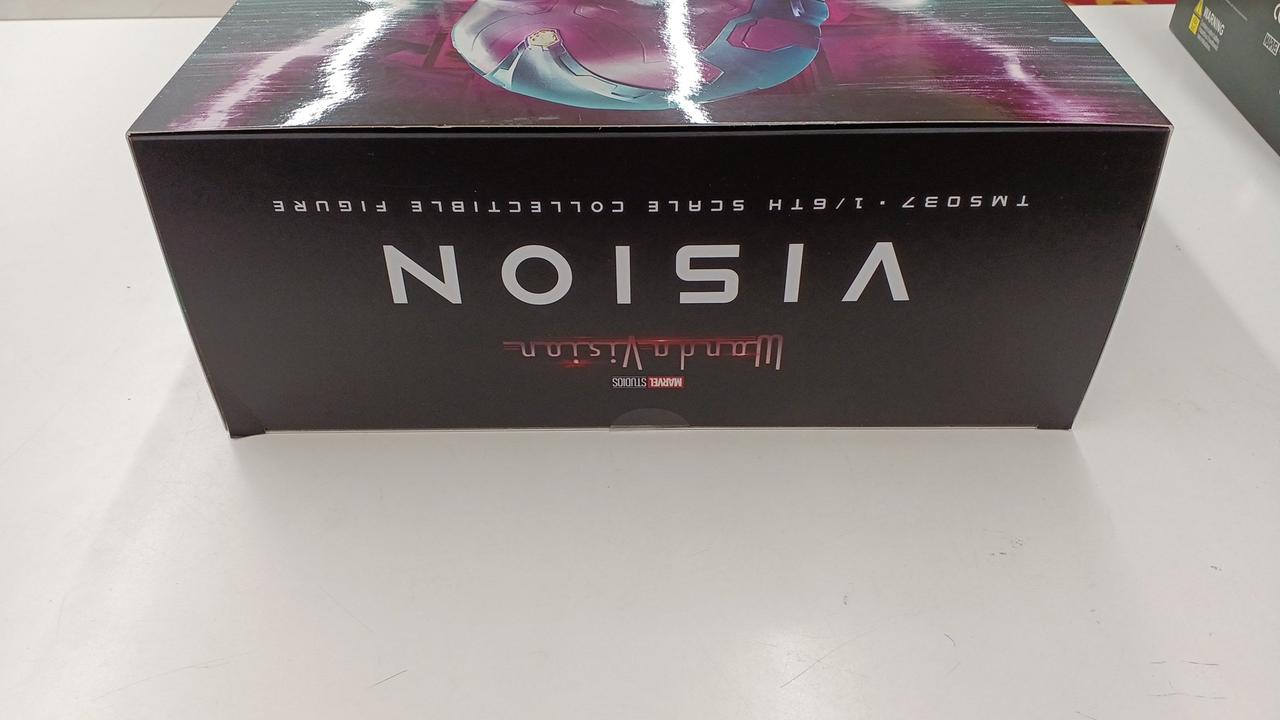 MARVEL STUDIOS
WandaVision
VISION
TMS037 · 1/6TH SCALE COLLECTIBLE FIGURE
WARNING